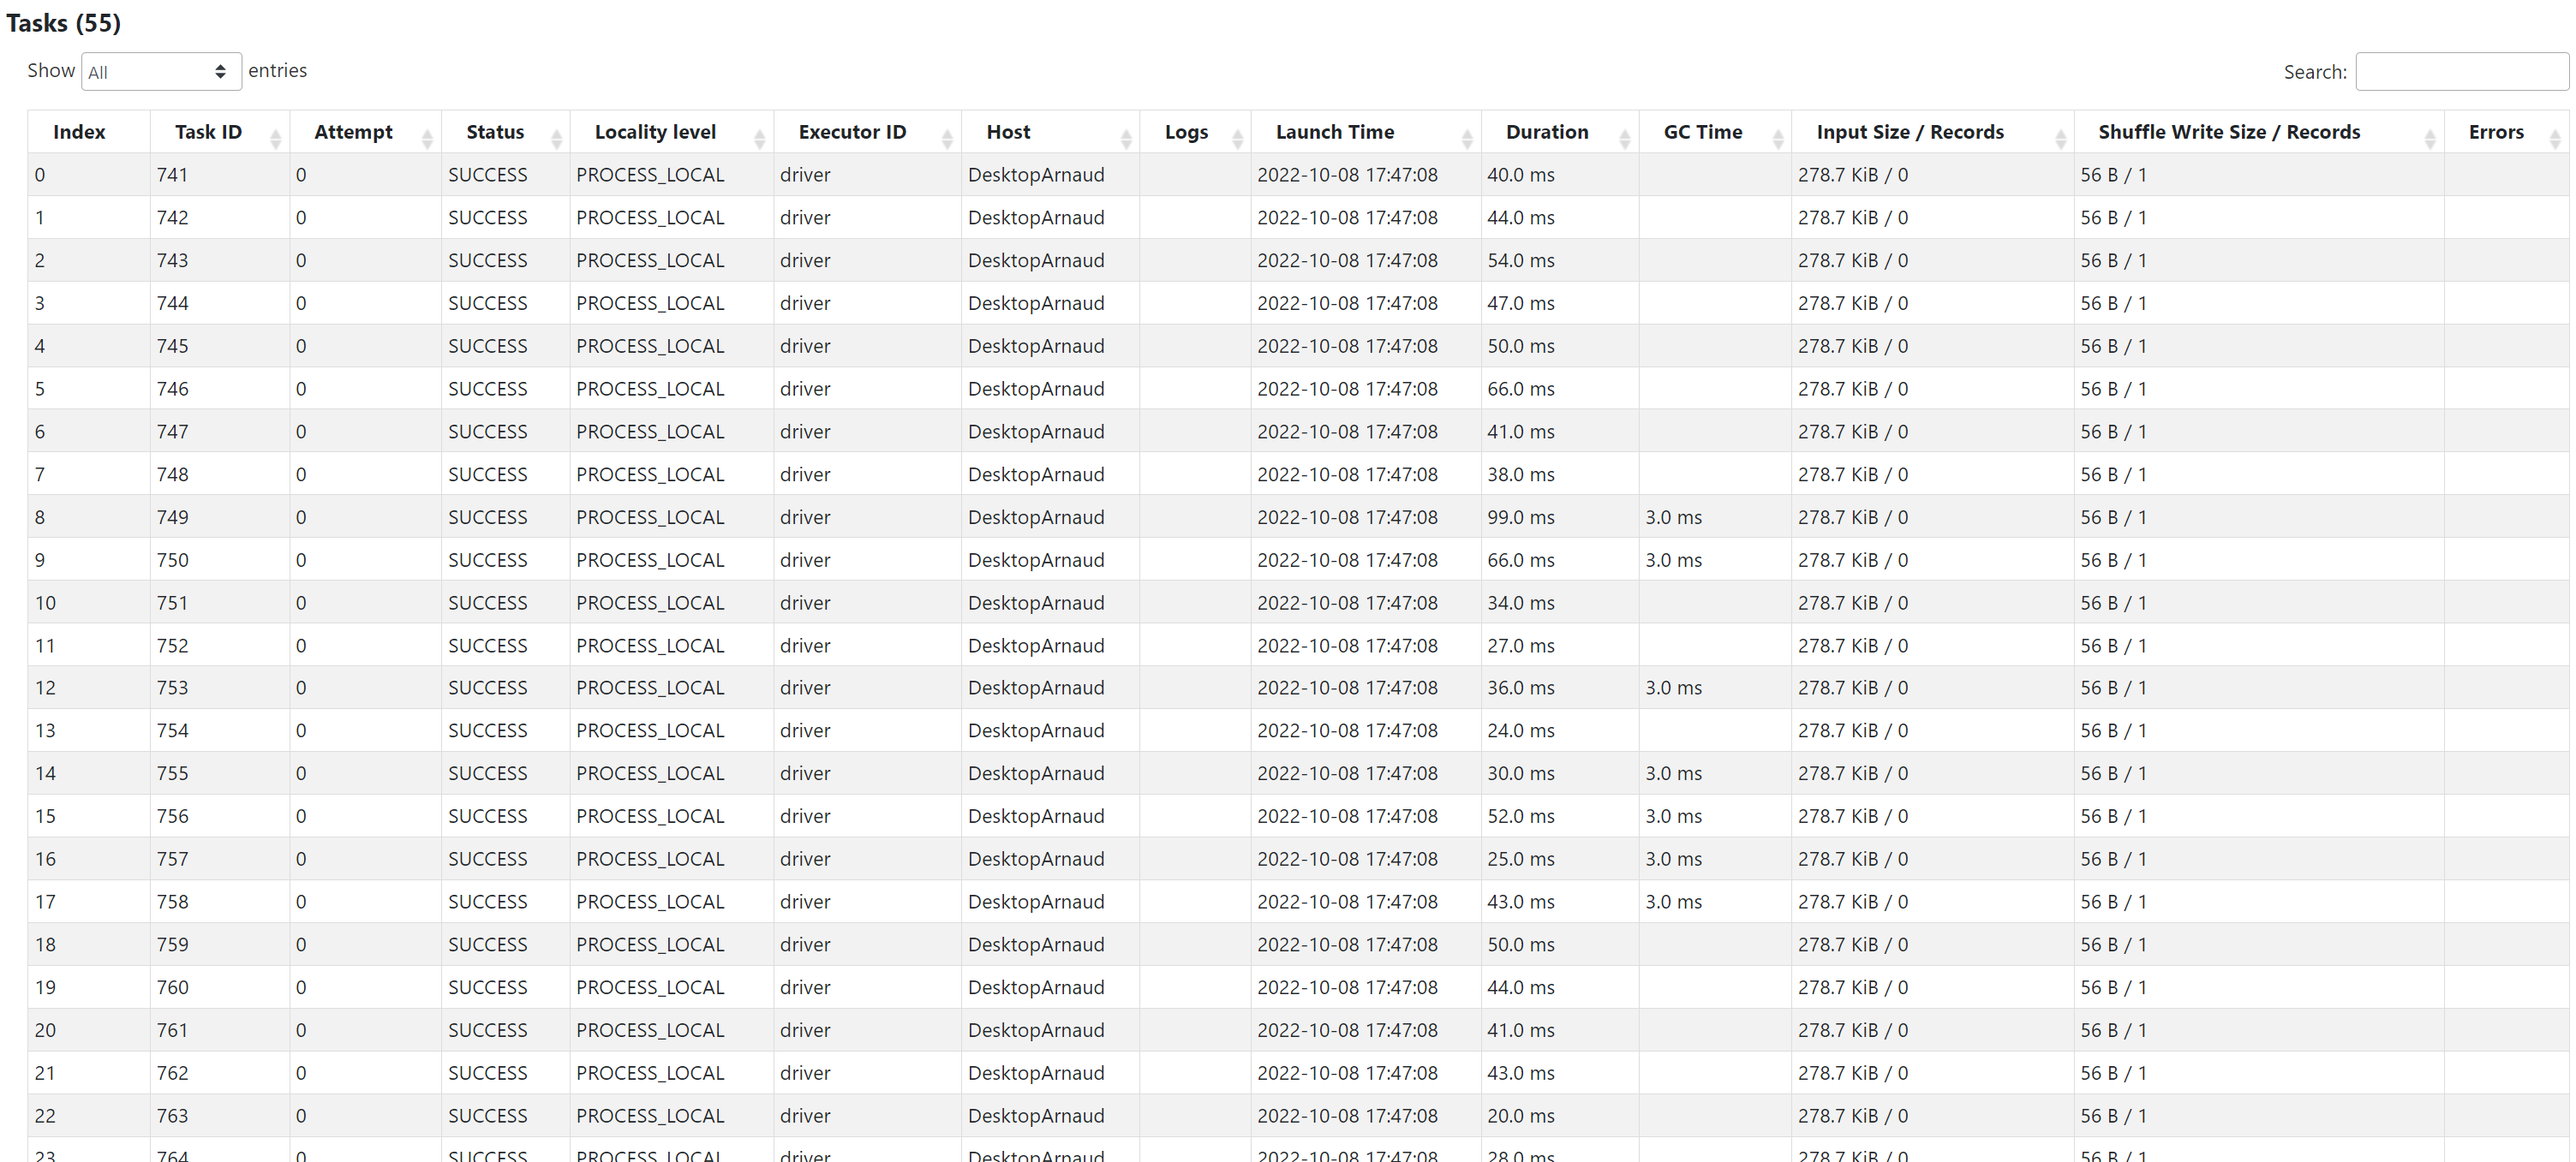 Tasks (55)
Show All entries Search:
Index Task ID Attempt Status Locality level Executor ID Host Logs Launch Time Duration GC Time Input Size / Records Shuffle Write Size / Records Errors
0 741 0 SUCCESS PROCESS_LOCAL driver DesktopArnaud 2022-10-08 17:47:08 40.0 ms 278.7 KiB / 0 56 B / 1
1 742 0 SUCCESS PROCESS_LOCAL driver DesktopArnaud 2022-10-08 17:47:08 44.0 ms 278.7 KiB / 0 56 B / 1
2 743 0 SUCCESS PROCESS_LOCAL driver DesktopArnaud 2022-10-08 17:47:08 54.0 ms 278.7 KiB / 0 56 B / 1
3 744 0 SUCCESS PROCESS_LOCAL driver DesktopArnaud 2022-10-08 17:47:08 47.0 ms 278.7 KiB / 0 56 B / 1
4 745 0 SUCCESS PROCESS_LOCAL driver DesktopArnaud 2022-10-08 17:47:08 50.0 ms 278.7 KiB / 0 56 B / 1
5 746 0 SUCCESS PROCESS_LOCAL driver DesktopArnaud 2022-10-08 17:47:08 66.0 ms 278.7 KiB / 0 56 B / 1
6 747 0 SUCCESS PROCESS_LOCAL driver DesktopArnaud 2022-10-08 17:47:08 41.0 ms 278.7 KiB / 0 56 B / 1
7 748 0 SUCCESS PROCESS_LOCAL driver DesktopArnaud 2022-10-08 17:47:08 38.0 ms 278.7 KiB / 0 56 B / 1
8 749 0 SUCCESS PROCESS_LOCAL driver DesktopArnaud 2022-10-08 17:47:08 99.0 ms 3.0 ms 278.7 KiB / 0 56 B / 1
9 750 0 SUCCESS PROCESS_LOCAL driver DesktopArnaud 2022-10-08 17:47:08 66.0 ms 3.0 ms 278.7 KiB / 0 56 B / 1
10 751 0 SUCCESS PROCESS_LOCAL driver DesktopArnaud 2022-10-08 17:47:08 34.0 ms 278.7 KiB / 0 56 B / 1
11 752 0 SUCCESS PROCESS_LOCAL driver DesktopArnaud 2022-10-08 17:47:08 27.0 ms 278.7 KiB / 0 56 B / 1
12 753 0 SUCCESS PROCESS_LOCAL driver DesktopArnaud 2022-10-08 17:47:08 36.0 ms 3.0 ms 278.7 KiB / 0 56 B / 1
13 754 0 SUCCESS PROCESS_LOCAL driver DesktopArnaud 2022-10-08 17:47:08 24.0 ms 278.7 KiB / 0 56 B / 1
14 755 0 SUCCESS PROCESS_LOCAL driver DesktopArnaud 2022-10-08 17:47:08 30.0 ms 3.0 ms 278.7 KiB / 0 56 B / 1
15 756 0 SUCCESS PROCESS_LOCAL driver DesktopArnaud 2022-10-08 17:47:08 52.0 ms 3.0 ms 278.7 KiB / 0 56 B / 1
16 757 0 SUCCESS PROCESS_LOCAL driver DesktopArnaud 2022-10-08 17:47:08 25.0 ms 3.0 ms 278.7 KiB / 0 56 B / 1
17 758 0 SUCCESS PROCESS_LOCAL driver DesktopArnaud 2022-10-08 17:47:08 43.0 ms 3.0 ms 278.7 KiB / 0 56 B / 1
18 759 0 SUCCESS PROCESS_LOCAL driver DesktopArnaud 2022-10-08 17:47:08 50.0 ms 278.7 KiB / 0 56 B / 1
19 760 0 SUCCESS PROCESS_LOCAL driver DesktopArnaud 2022-10-08 17:47:08 44.0 ms 278.7 KiB / 0 56 B / 1
20 761 0 SUCCESS PROCESS_LOCAL driver DesktopArnaud 2022-10-08 17:47:08 41.0 ms 278.7 KiB / 0 56 B / 1
21 762 0 SUCCESS PROCESS_LOCAL driver DesktopArnaud 2022-10-08 17:47:08 43.0 ms 278.7 KiB / 0 56 B / 1
22 763 0 SUCCESS PROCESS_LOCAL driver DesktopArnaud 2022-10-08 17:47:08 20.0 ms 278.7 KiB / 0 56 B / 1
23 764 0 SUCCESS PROCESS_LOCAL driver DesktopArnaud 2022-10-08 17:47:08 28.0 ms 278.7 KiB / 0 56 B / 1